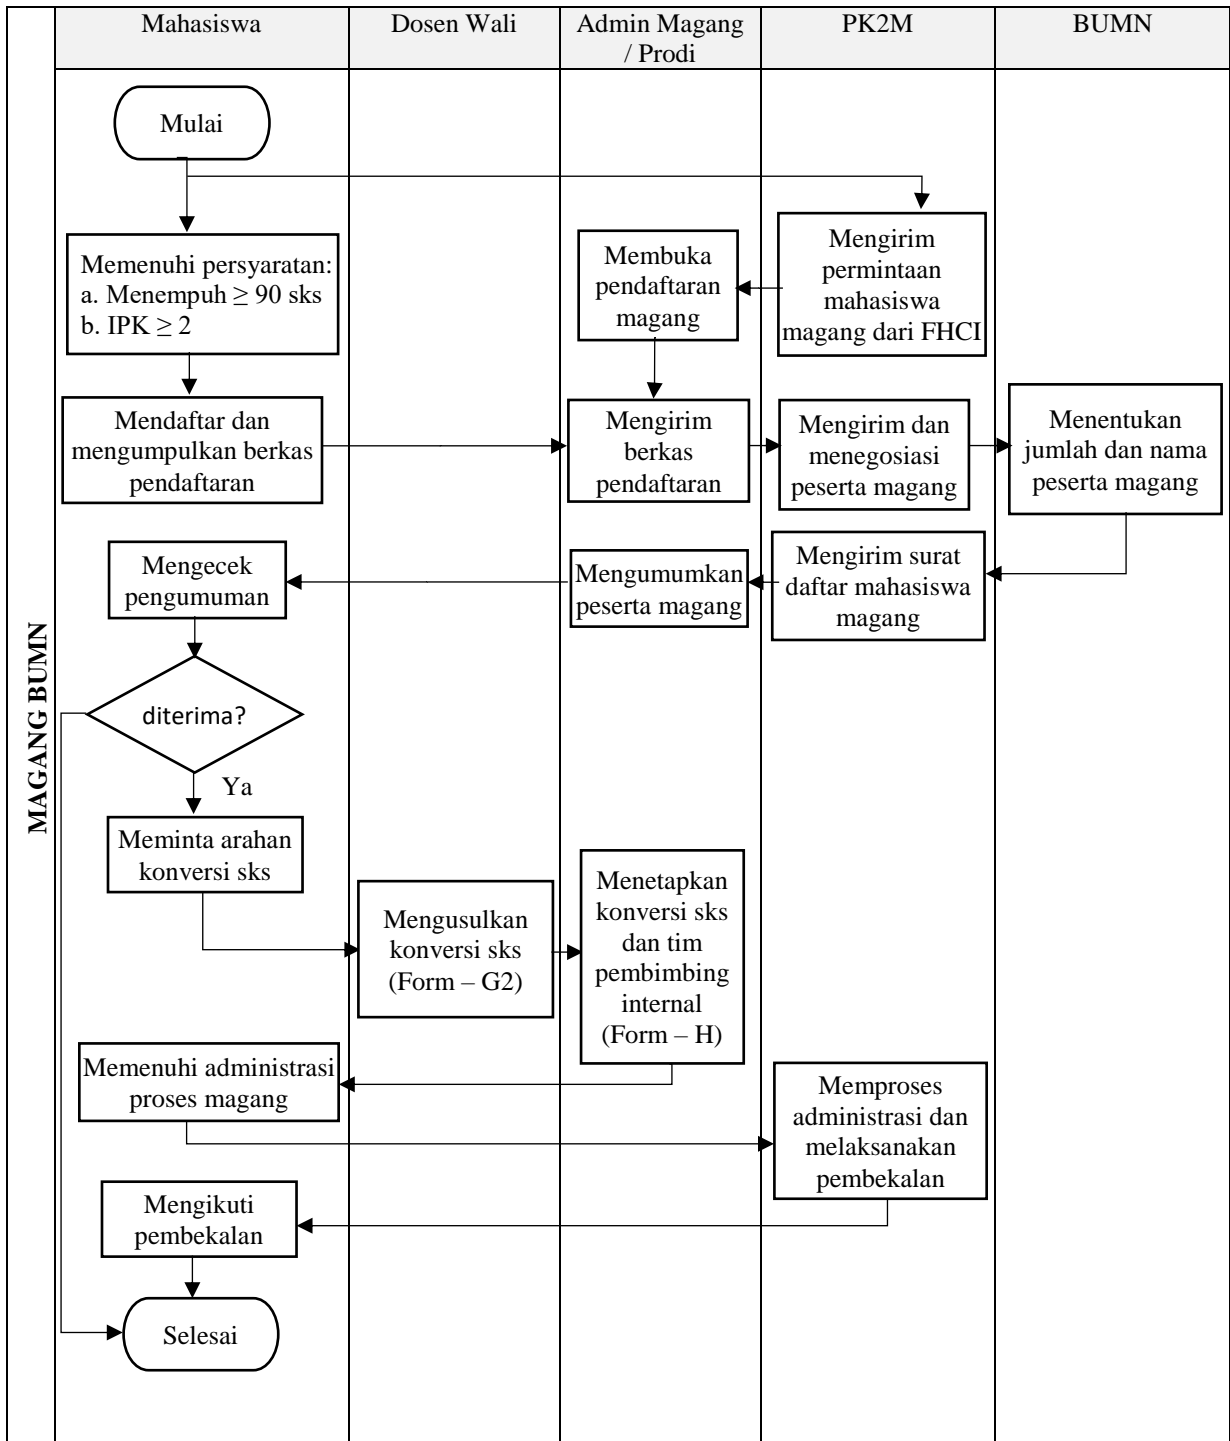 Mahasiswa
Dosen Wali
Admin Magang
/ Prodi
PK2M
BUMN
MAGANG BUMN
Mulai
Memenuhi persyaratan:
a. Menempuh ≥ 90 sks
b. IPK ≥ 2
Membuka
pendaftaran
magang
Mengirim
permintaan
mahasiswa
magang dari FHCI
Mendaftar dan
mengumpulkan berkas
pendaftaran
Mengirim
berkas
pendaftaran
Mengirim dan
menegosiasi
peserta magang
Menentukan
jumlah dan nama
peserta magang
Mengecek
pengumuman
Mengumumkan
peserta magang
Mengirim surat
daftar mahasiswa
magang
diterima?
Ya
Meminta arahan
konversi sks
Mengusulkan
konversi sks
(Form – G2)
Menetapkan
konversi sks
dan tim
pembimbing
internal
(Form – H)
Memenuhi administrasi
proses magang
Memproses
administrasi dan
melaksanakan
pembekalan
Mengikuti
pembekalan
Selesai